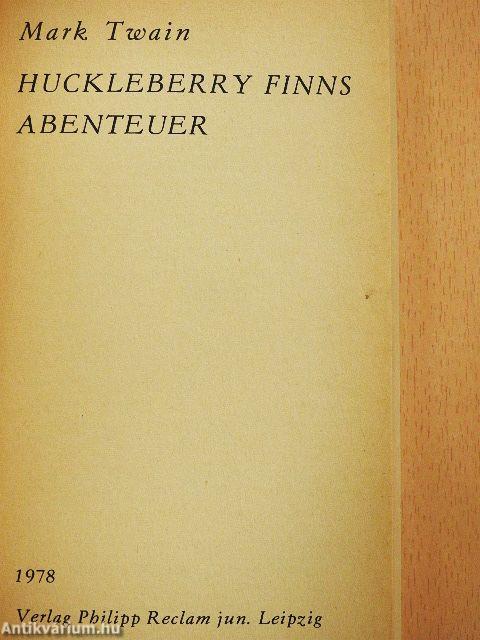 Mark Twain
HUCKLEBERRY FINNS
ABENTEUER
1978
Verlag Philipp Reclam jun. Leipzig
Antikvarium.hu